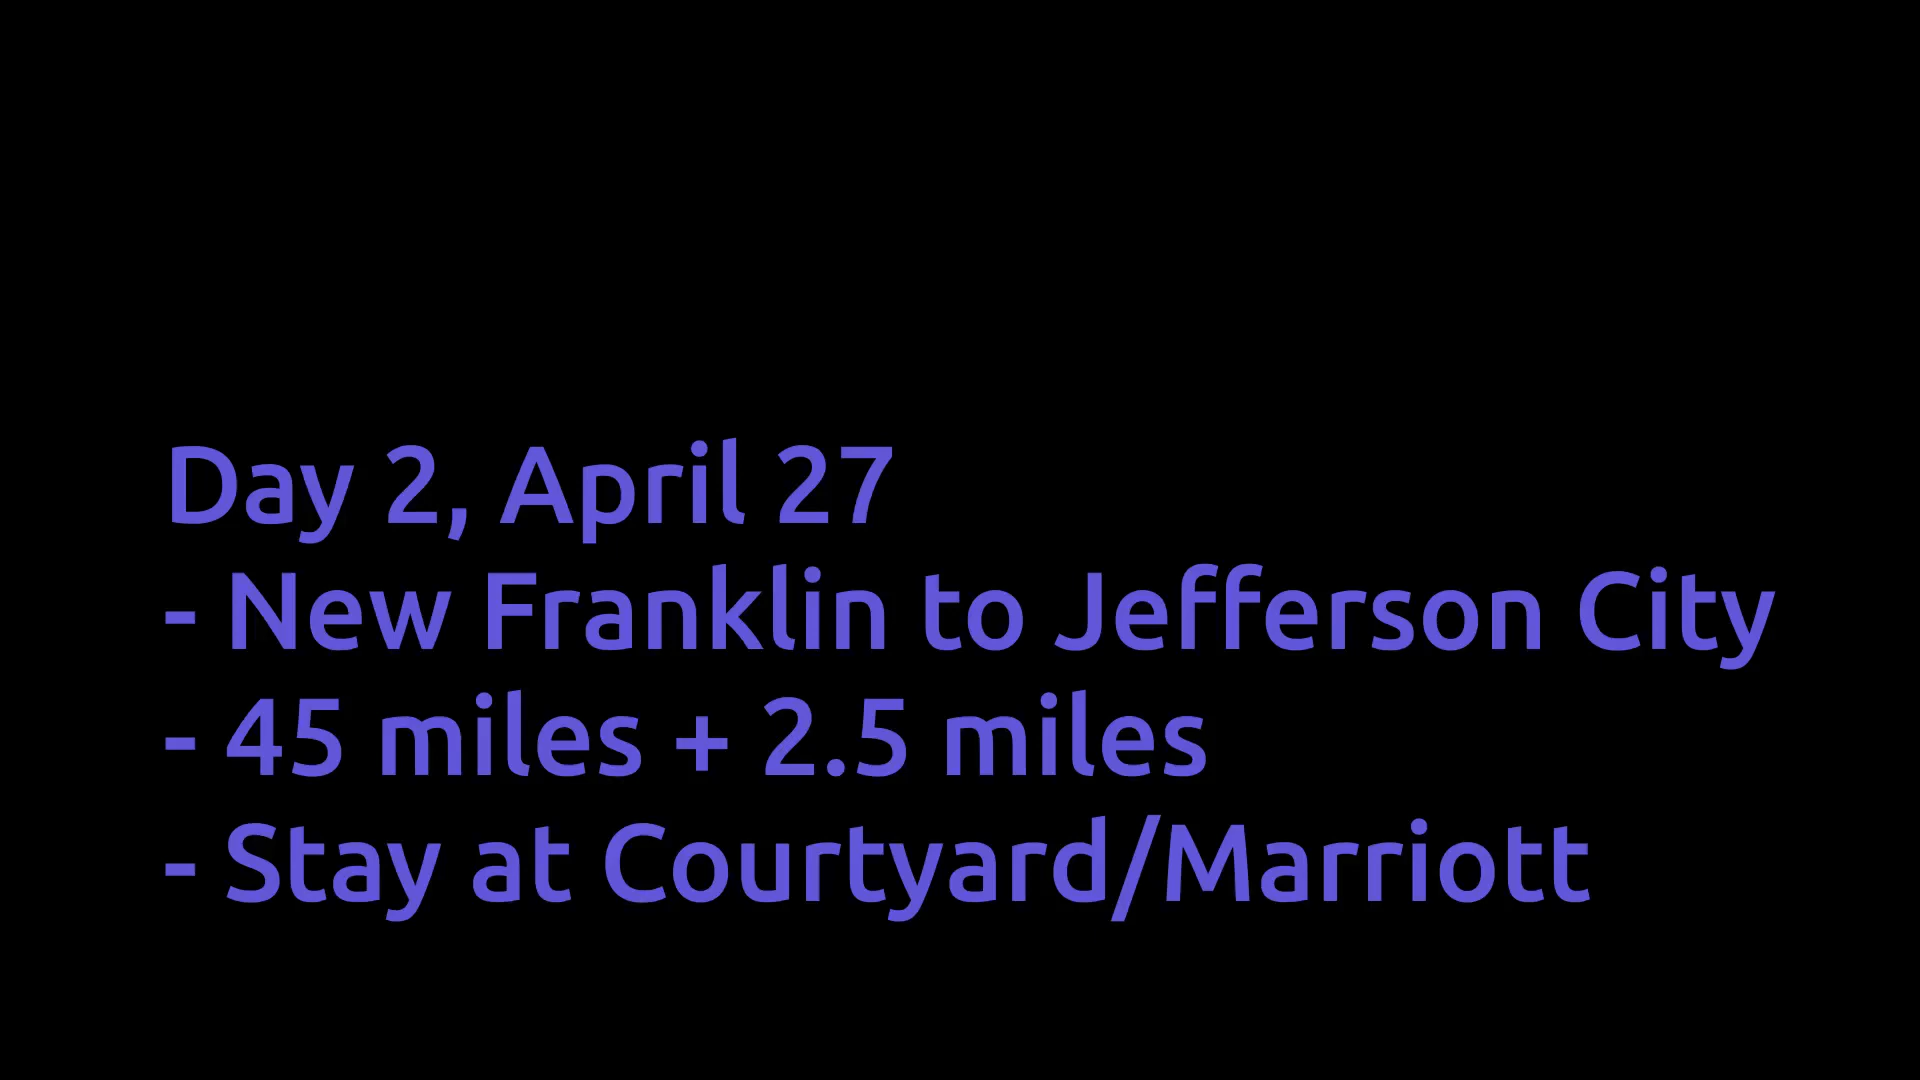 Day 2, April 27
- New Franklin to Jefferson City
- 45 miles + 2.5 miles
- Stay at Courtyard/Marriott